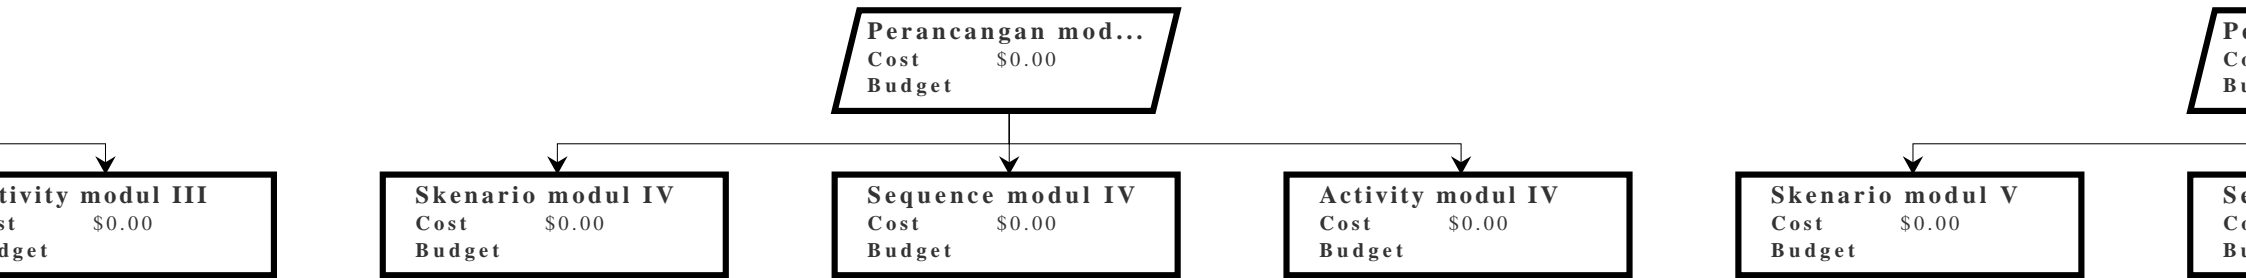 Perancangan mod...
Cost $0.00
Budget
modul III
$0.00
Skenario modul IV
Cost $0.00
Budget
Sequence modul IV
Cost $0.00
Budget
Activity modul IV
Cost $0.00
Budget
Skenario modul V
Cost $0.00
Budget